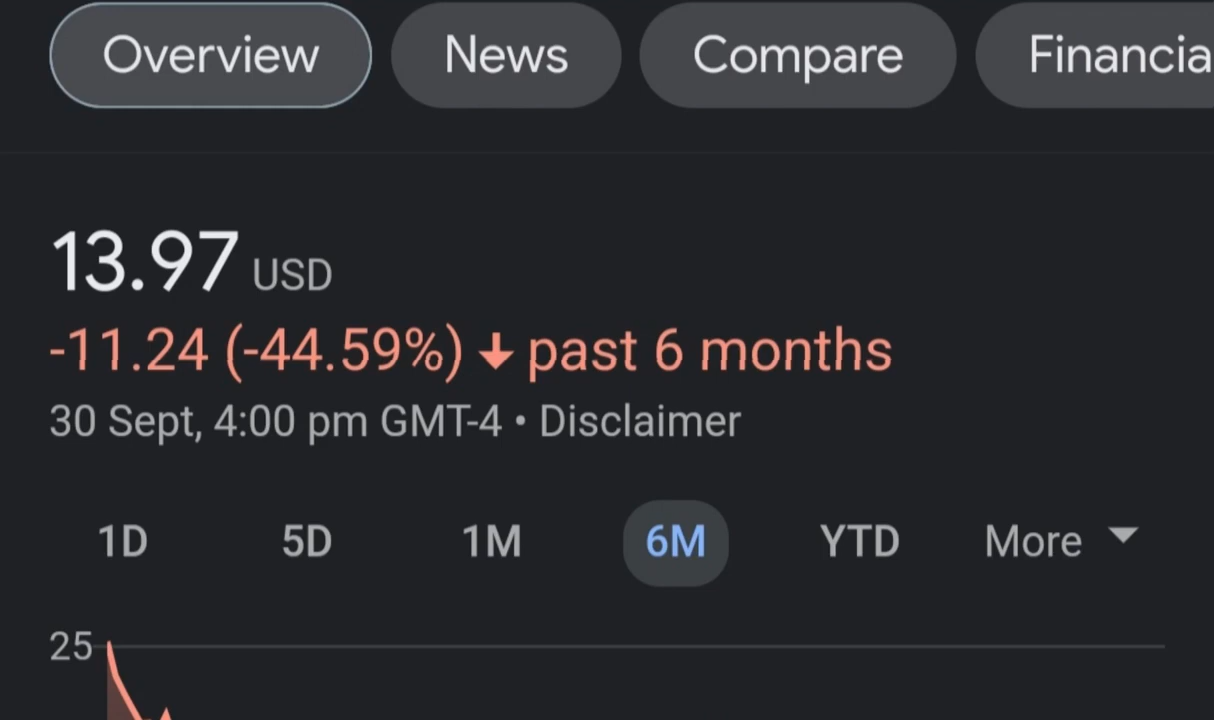 Overview News Compare Financia
13.97 USD
-11.24 (-44.59%) ↓ past 6 months
30 Sept, 4:00 pm GMT-4 • Disclaimer
1D 5D 1M 6M YTD More
25